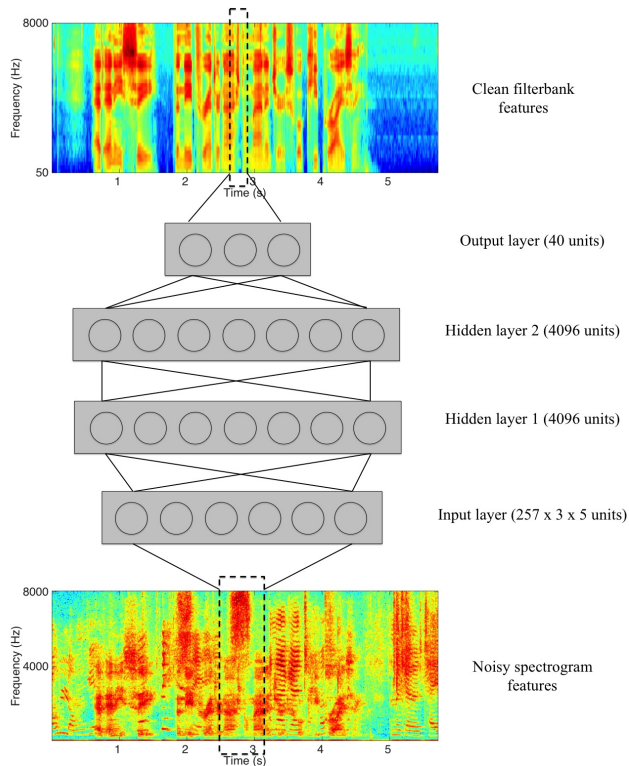 8000
Frequency (Hz)
50
1
2
3
4
5
Time (s)
Clean filterbank
features
Output layer (40 units)
Hidden layer 2 (4096 units)
Hidden layer 1 (4096 units)
Input layer (257 x 3 x 5 units)
8000
Frequency (Hz)
4000
1
2
3
4
5
Time (s)
Noisy spectrogram
features